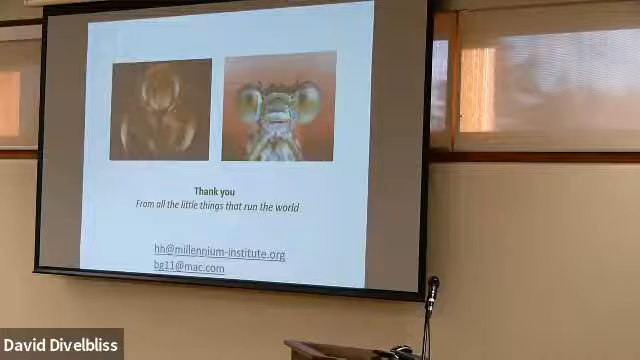 Thank you
From all the little things that run the world
hh@millennium-institute.org
bg11@mac.com
David Divelbliss